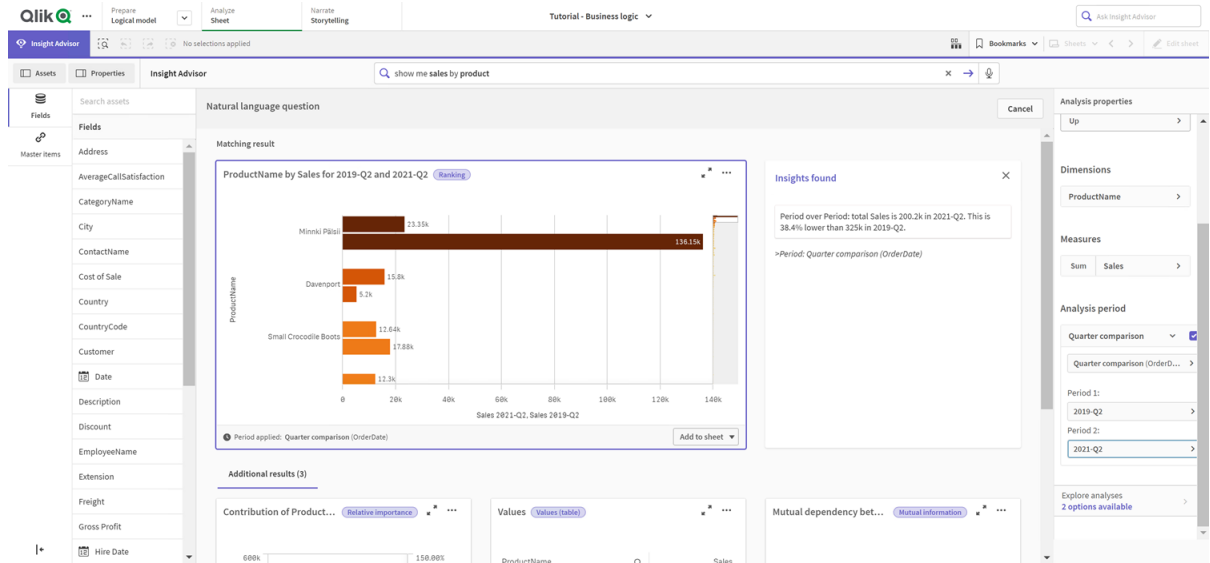 Qlik
Prepare
Logical model
Analyze
Sheet
Narrate
Storytelling
Tutorial - Business logic
Ask Insight Advisor
Insight Advisor
No selections applied
Bookmarks
Sheets
Edit sheet
Assets
Properties
Insight Advisor
show me sales by product
Fields
Master items
Search assets
Fields
Address
AverageCallSatisfaction
CategoryName
City
ContactName
Cost of Sale
Country
CountryCode
Customer
Date
Description
Discount
EmployeeName
Extension
Freight
Gross Profit
Hire Date
Natural language question
Cancel
Matching result
ProductName by Sales for 2019-Q2 and 2021-Q2
Ranking
ProductName
Minnki Pälsii
23.35k
136.15k
Davenport
15.8k
5.2k
Small Crocodile Boots
12.64k
17.88k
12.3k
0 20k 40k 60k 80k 100k 120k 140k
Sales 2021-Q2, Sales 2019-Q2
Period applied: Quarter comparison (OrderDate)
Add to sheet
Insights found
Period over Period: total Sales is 200.2k in 2021-Q2. This is
38.4% lower than 325k in 2019-Q2.
>Period: Quarter comparison (OrderDate)
Additional results (3)
Contribution of Product...
Relative importance
600k
150.00%
Values
Values (table)
ProductName
Sales
Mutual dependency bet...
Mutual information
Analysis properties
Up
Dimensions
ProductName
Measures
Sum
Sales
Analysis period
Quarter comparison
Quarter comparison (OrderD...
Period 1:
2019-Q2
Period 2:
2021-Q2
Explore analyses
2 options available